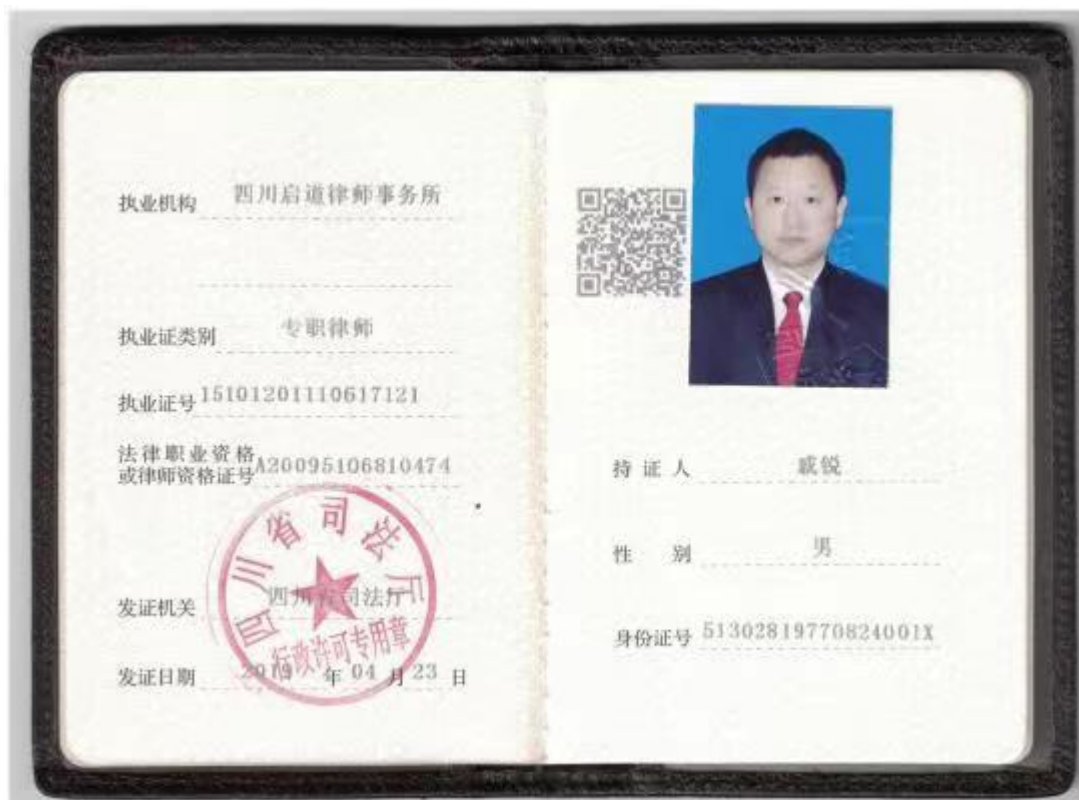 执业机构 四川启道律师事务所
执业证类别 专职律师
执业证号 15101201110617121
法律职业资格
或律师资格证号 A20095106810474
发证机关 四川省司法厅
发证日期 2019 年 04 月 23 日
四川省司法厅
行政许可专用章
持证人 戚锐
性别 男
身份证号 51302819770824001X